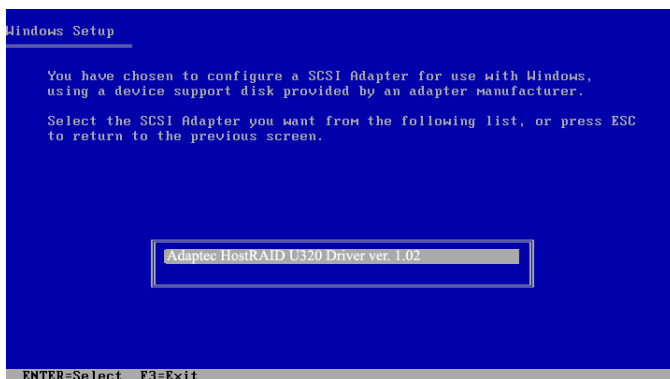 Windows Setup
You have chosen to configure a SCSI Adapter for use with Windows,
using a device support disk provided by an adapter manufacturer.
Select the SCSI Adapter you want from the following list, or press ESC
to return to the previous screen.
Adaptec HostRAID U320 Driver ver. 1.02
ENTER=Select F3=Exit